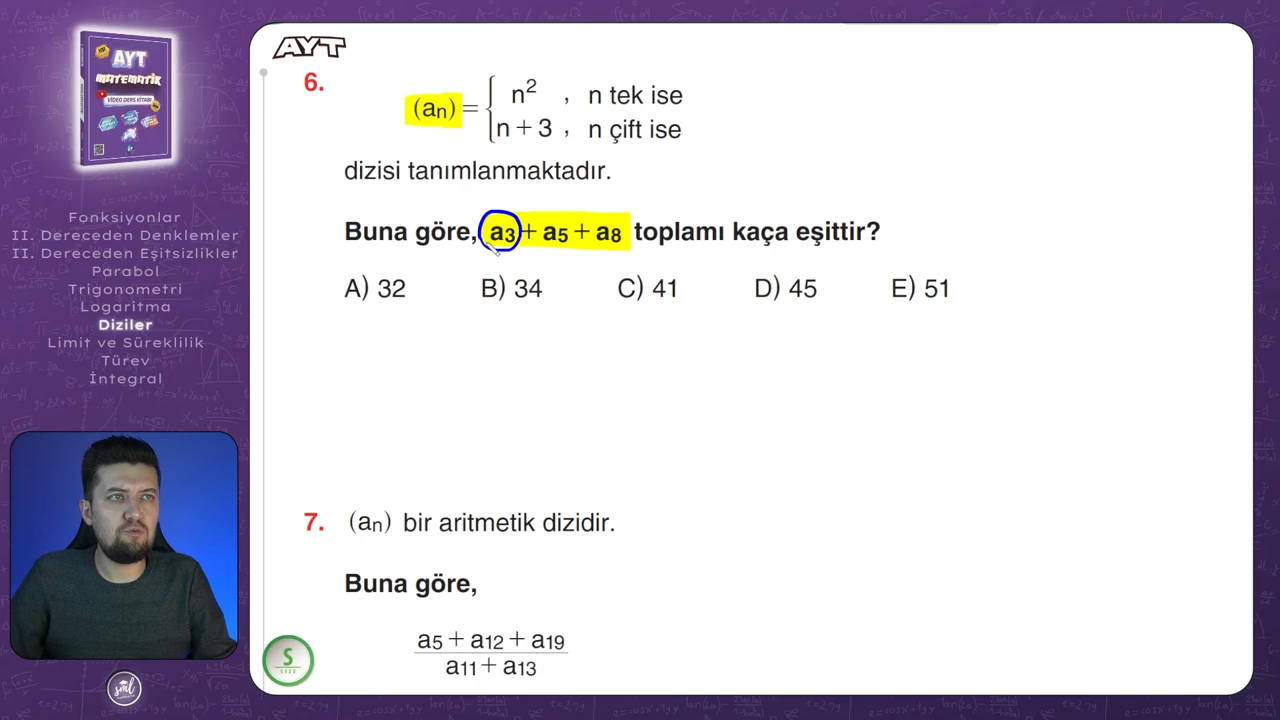 AYT
MATEMATİK
VİDEO DERS KİTABI
Fonksiyonlar
II. Dereceden Denklemler
II. Dereceden Eşitsizlikler
Parabol
Trigonometri
Logaritma
Diziler
Limit ve Süreklilik
Türev
İntegral
AYT
6.
(an) = { n² , n tek ise
n + 3 , n çift ise
dizisi tanımlanmaktadır.
Buna göre, a3 + a5 + a8 toplamı kaça eşittir?
A) 32 B) 34 C) 41 D) 45 E) 51
7. (an) bir aritmetik dizidir.
Buna göre,
a5 + a12 + a19
a11 + a13
S
SIZE
sml